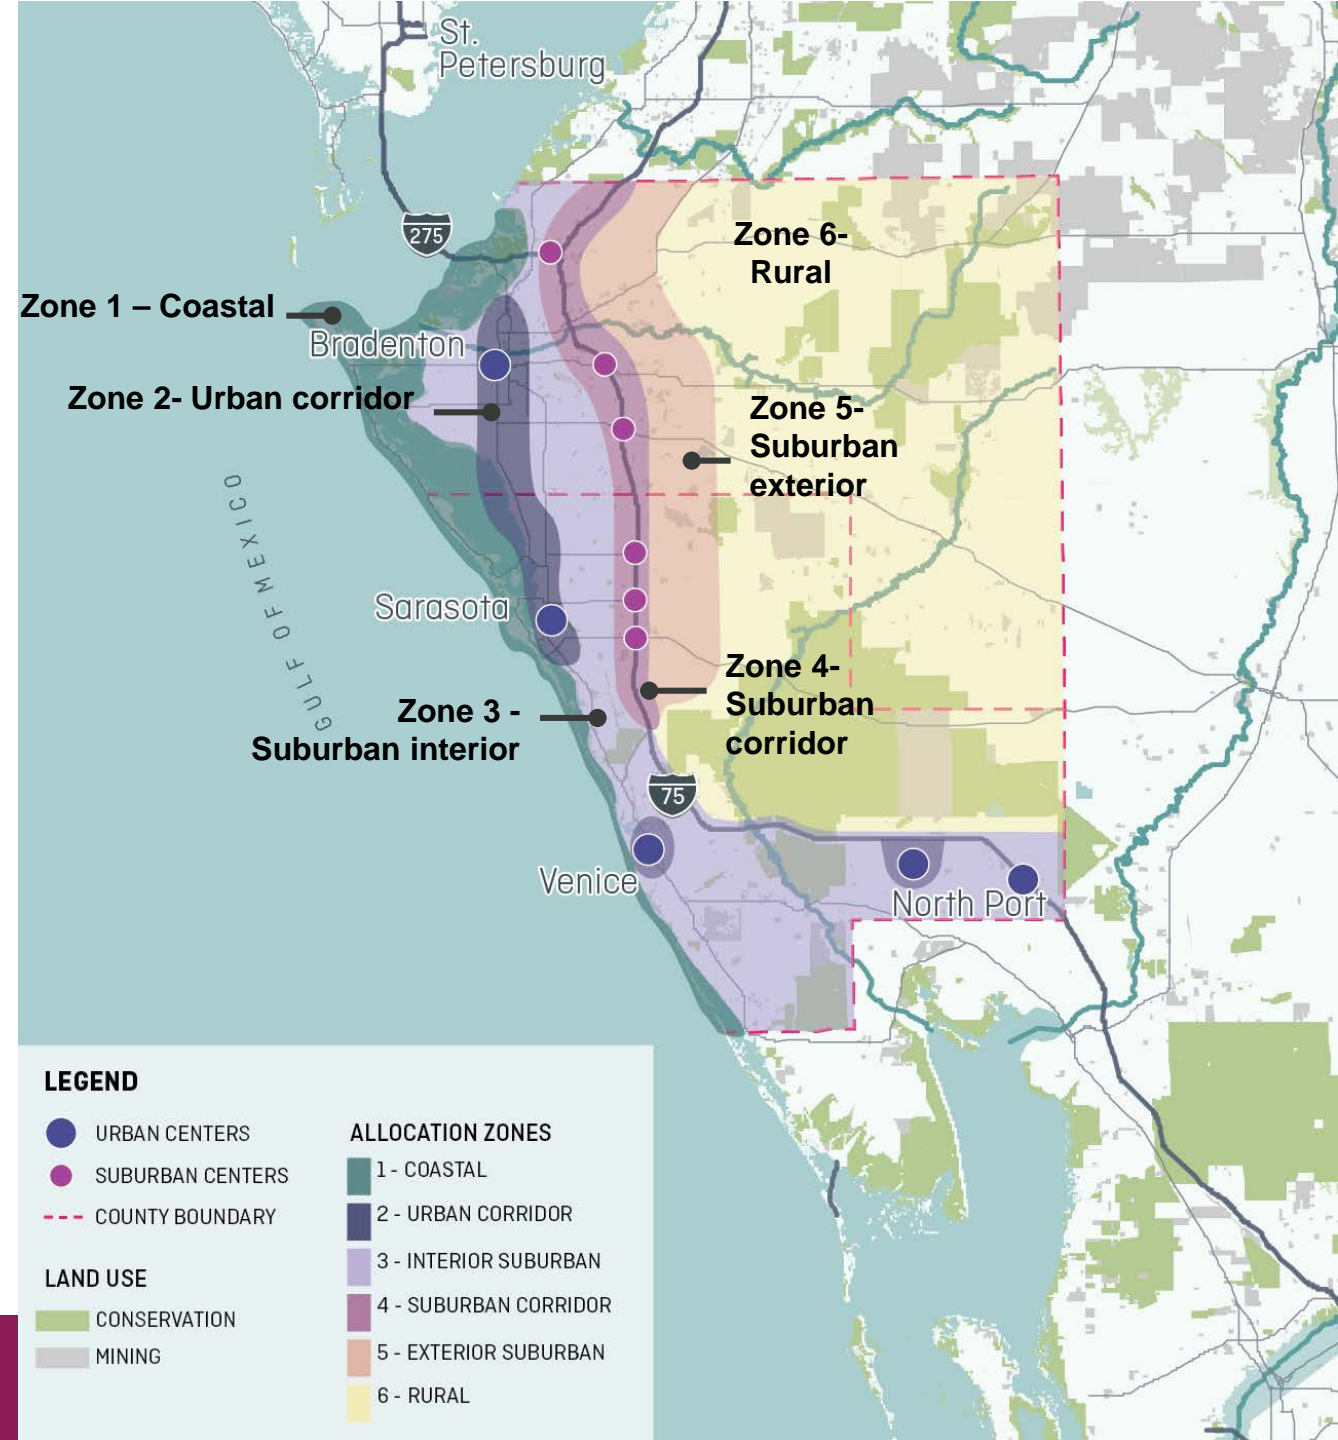 St.
Petersburg
275
Zone 6-
Rural
Zone 1 – Coastal
Bradenton
Zone 2- Urban corridor
Zone 5-
Suburban
exterior
GULF OF MEXICO
Sarasota
Zone 4-
Suburban
corridor
Zone 3 -
Suburban interior
75
Venice
North Port
LEGEND
URBAN CENTERS
SUBURBAN CENTERS
COUNTY BOUNDARY
LAND USE
CONSERVATION
MINING
ALLOCATION ZONES
1 - COASTAL
2 - URBAN CORRIDOR
3 - INTERIOR SUBURBAN
4 - SUBURBAN CORRIDOR
5 - EXTERIOR SUBURBAN
6 - RURAL